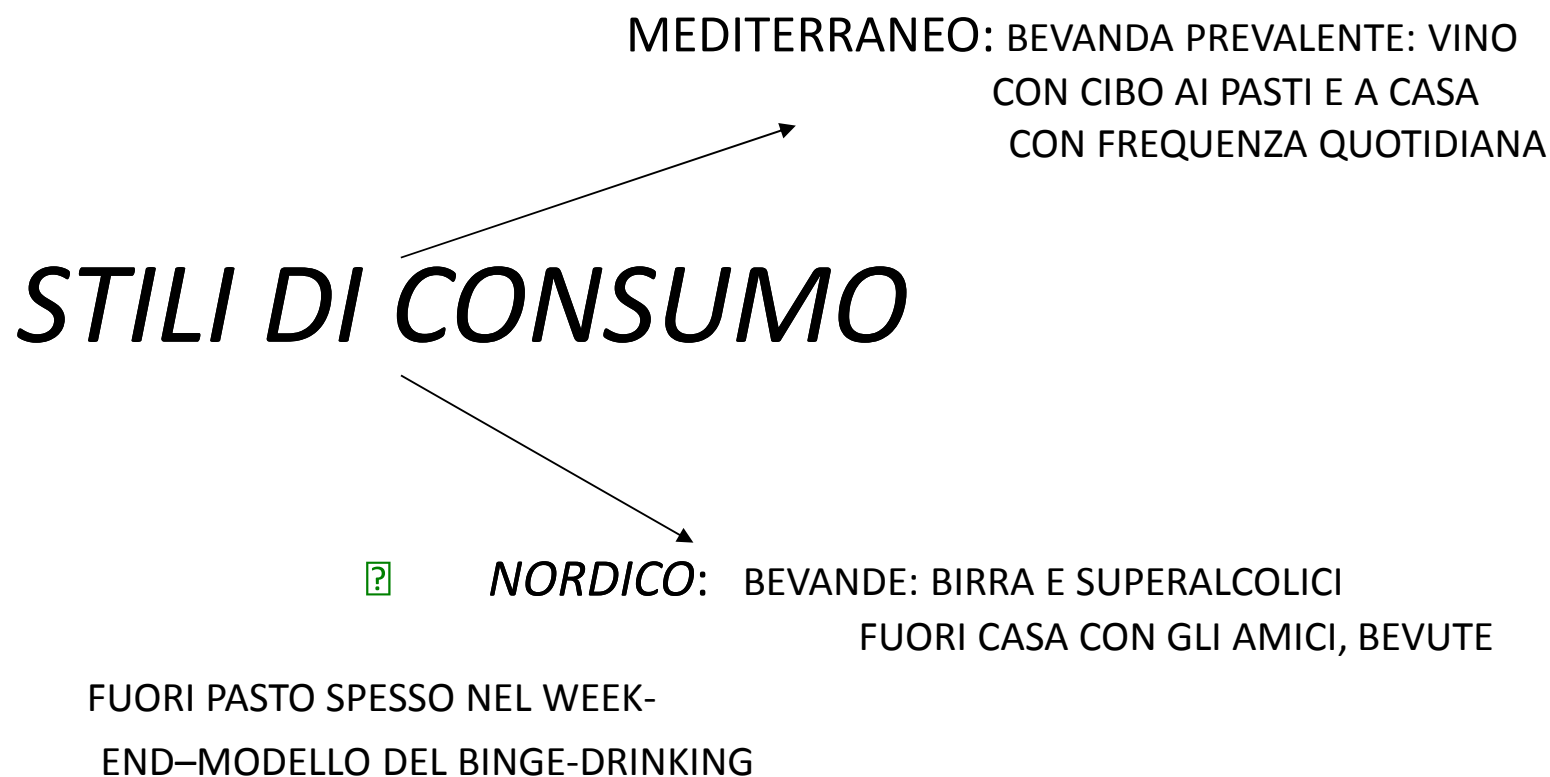 MEDITERRANEO: BEVANDA PREVALENTE: VINO
CON CIBO AI PASTI E A CASA
CON FREQUENZA QUOTIDIANA
STILI DI CONSUMO
? NORDICO: BEVANDE: BIRRA E SUPERALCOLICI
FUORI CASA CON GLI AMICI, BEVUTE
FUORI PASTO SPESSO NEL WEEK-
END–MODELLO DEL BINGE-DRINKING